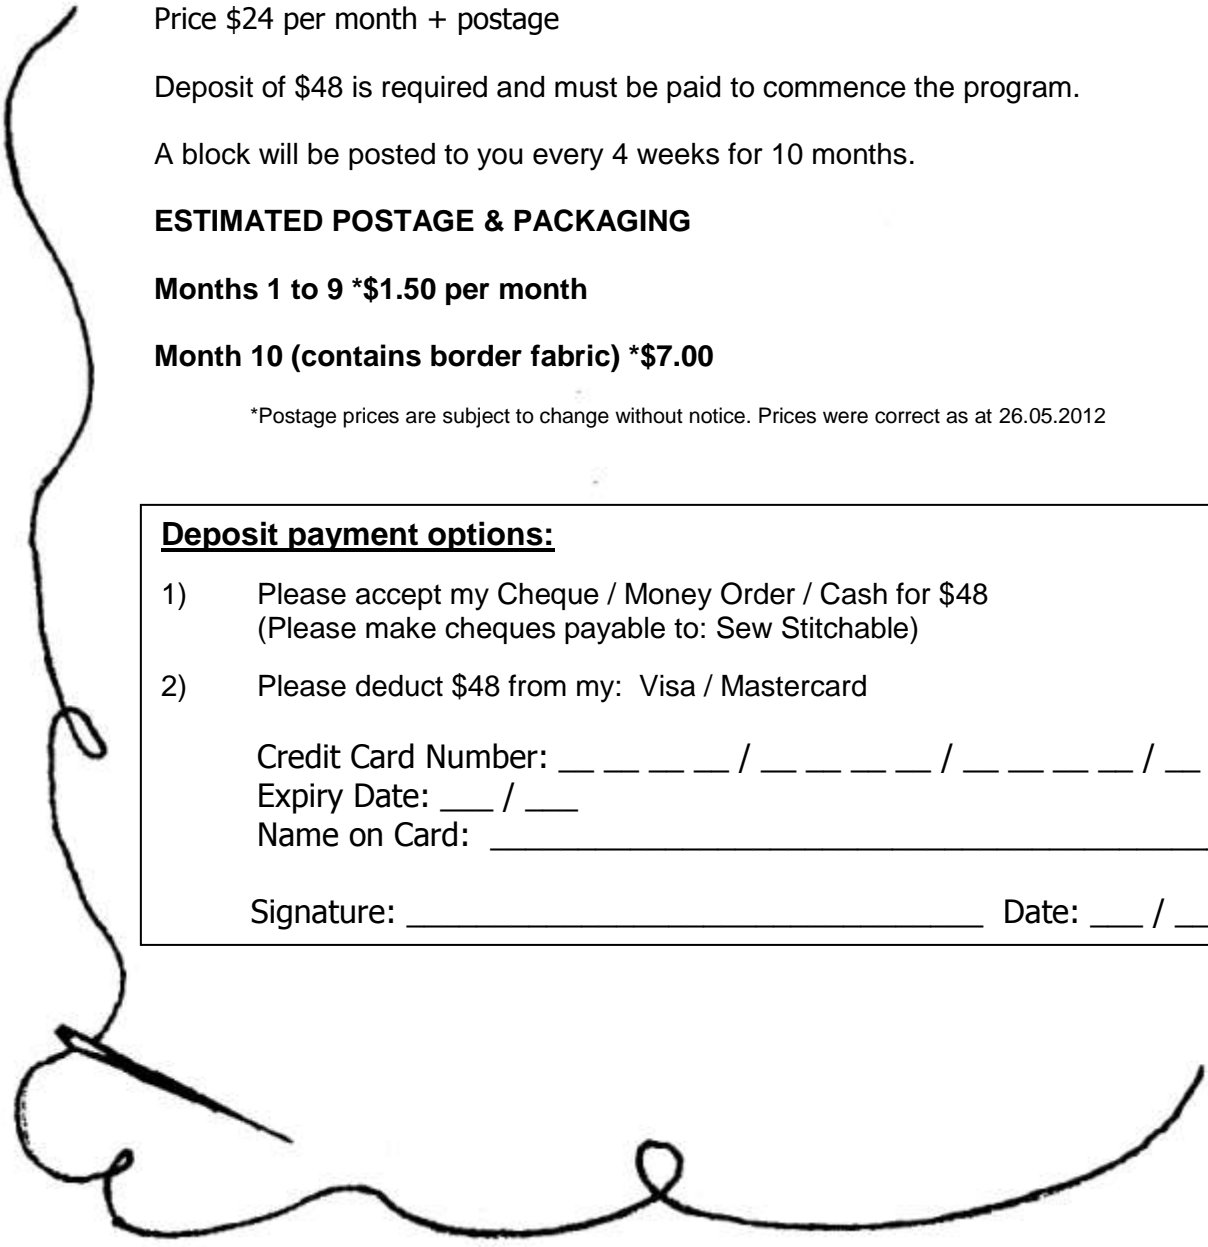 Price $24 per month + postage
Deposit of $48 is required and must be paid to commence the program.
A block will be posted to you every 4 weeks for 10 months.
ESTIMATED POSTAGE & PACKAGING
Months 1 to 9 *$1.50 per month
Month 10 (contains border fabric) *$7.00
*Postage prices are subject to change without notice. Prices were correct as at 26.05.2012
Deposit payment options:
1) Please accept my Cheque / Money Order / Cash for $48
(Please make cheques payable to: Sew Stitchable)
2) Please deduct $48 from my: Visa / Mastercard
Credit Card Number: __ __ __ __ / __ __ __ __ / __ __ __ __ / __
Expiry Date: ___ / ___
Name on Card: _________________________________________
Signature: _________________________________ Date: ___ / __